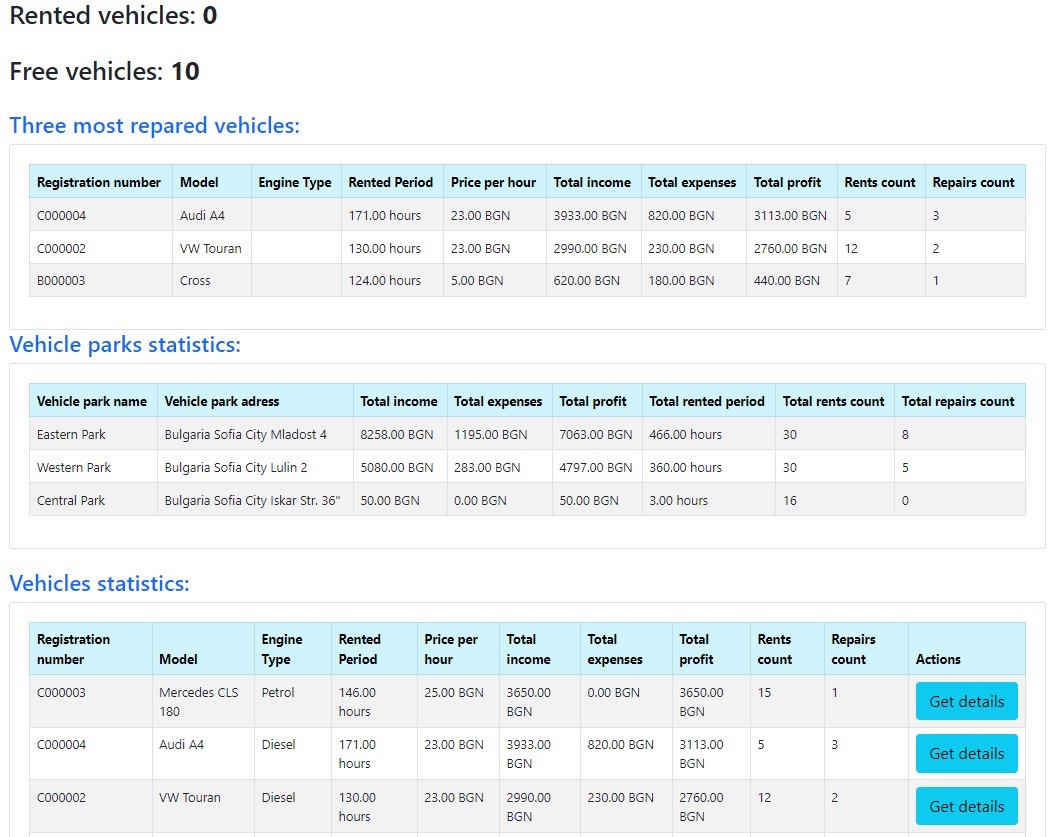 Rented vehicles: 0
Free vehicles: 10
Three most repared vehicles:
Registration number Model Engine Type Rented Period Price per hour Total income Total expenses Total profit Rents count Repairs count
C000004 Audi A4 171.00 hours 23.00 BGN 3933.00 BGN 820.00 BGN 3113.00 BGN 5 3
C000002 VW Touran 130.00 hours 23.00 BGN 2990.00 BGN 230.00 BGN 2760.00 BGN 12 2
B000003 Cross 124.00 hours 5.00 BGN 620.00 BGN 180.00 BGN 440.00 BGN 7 1
Vehicle parks statistics:
Vehicle park name Vehicle park adress Total income Total expenses Total profit Total rented period Total rents count Total repairs count
Eastern Park Bulgaria Sofia City Mladost 4 8258.00 BGN 1195.00 BGN 7063.00 BGN 466.00 hours 30 8
Western Park Bulgaria Sofia City Lulin 2 5080.00 BGN 283.00 BGN 4797.00 BGN 360.00 hours 30 5
Central Park Bulgaria Sofia City Iskar Str. 36" 50.00 BGN 0.00 BGN 50.00 BGN 3.00 hours 16 0
Vehicles statistics:
Registration Engine Rented Price per Total Total Total Rents Repairs
number Model Type Period hour income expenses profit count count Actions
C000003 Mercedes CLS Petrol 146.00 25.00 BGN 3650.00 0.00 BGN 3650.00 15 1 Get details
180 hours BGN BGN
C000004 Audi A4 Diesel 171.00 23.00 BGN 3933.00 820.00 BGN 3113.00 5 3 Get details
hours BGN BGN
C000002 VW Touran Diesel 130.00 23.00 BGN 2990.00 230.00 BGN 2760.00 12 2 Get details
hours BGN BGN